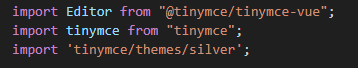 import Editor from "@tinymce/tinymce-vue";
import tinymce from "tinymce";
import 'tinymce/themes/silver';